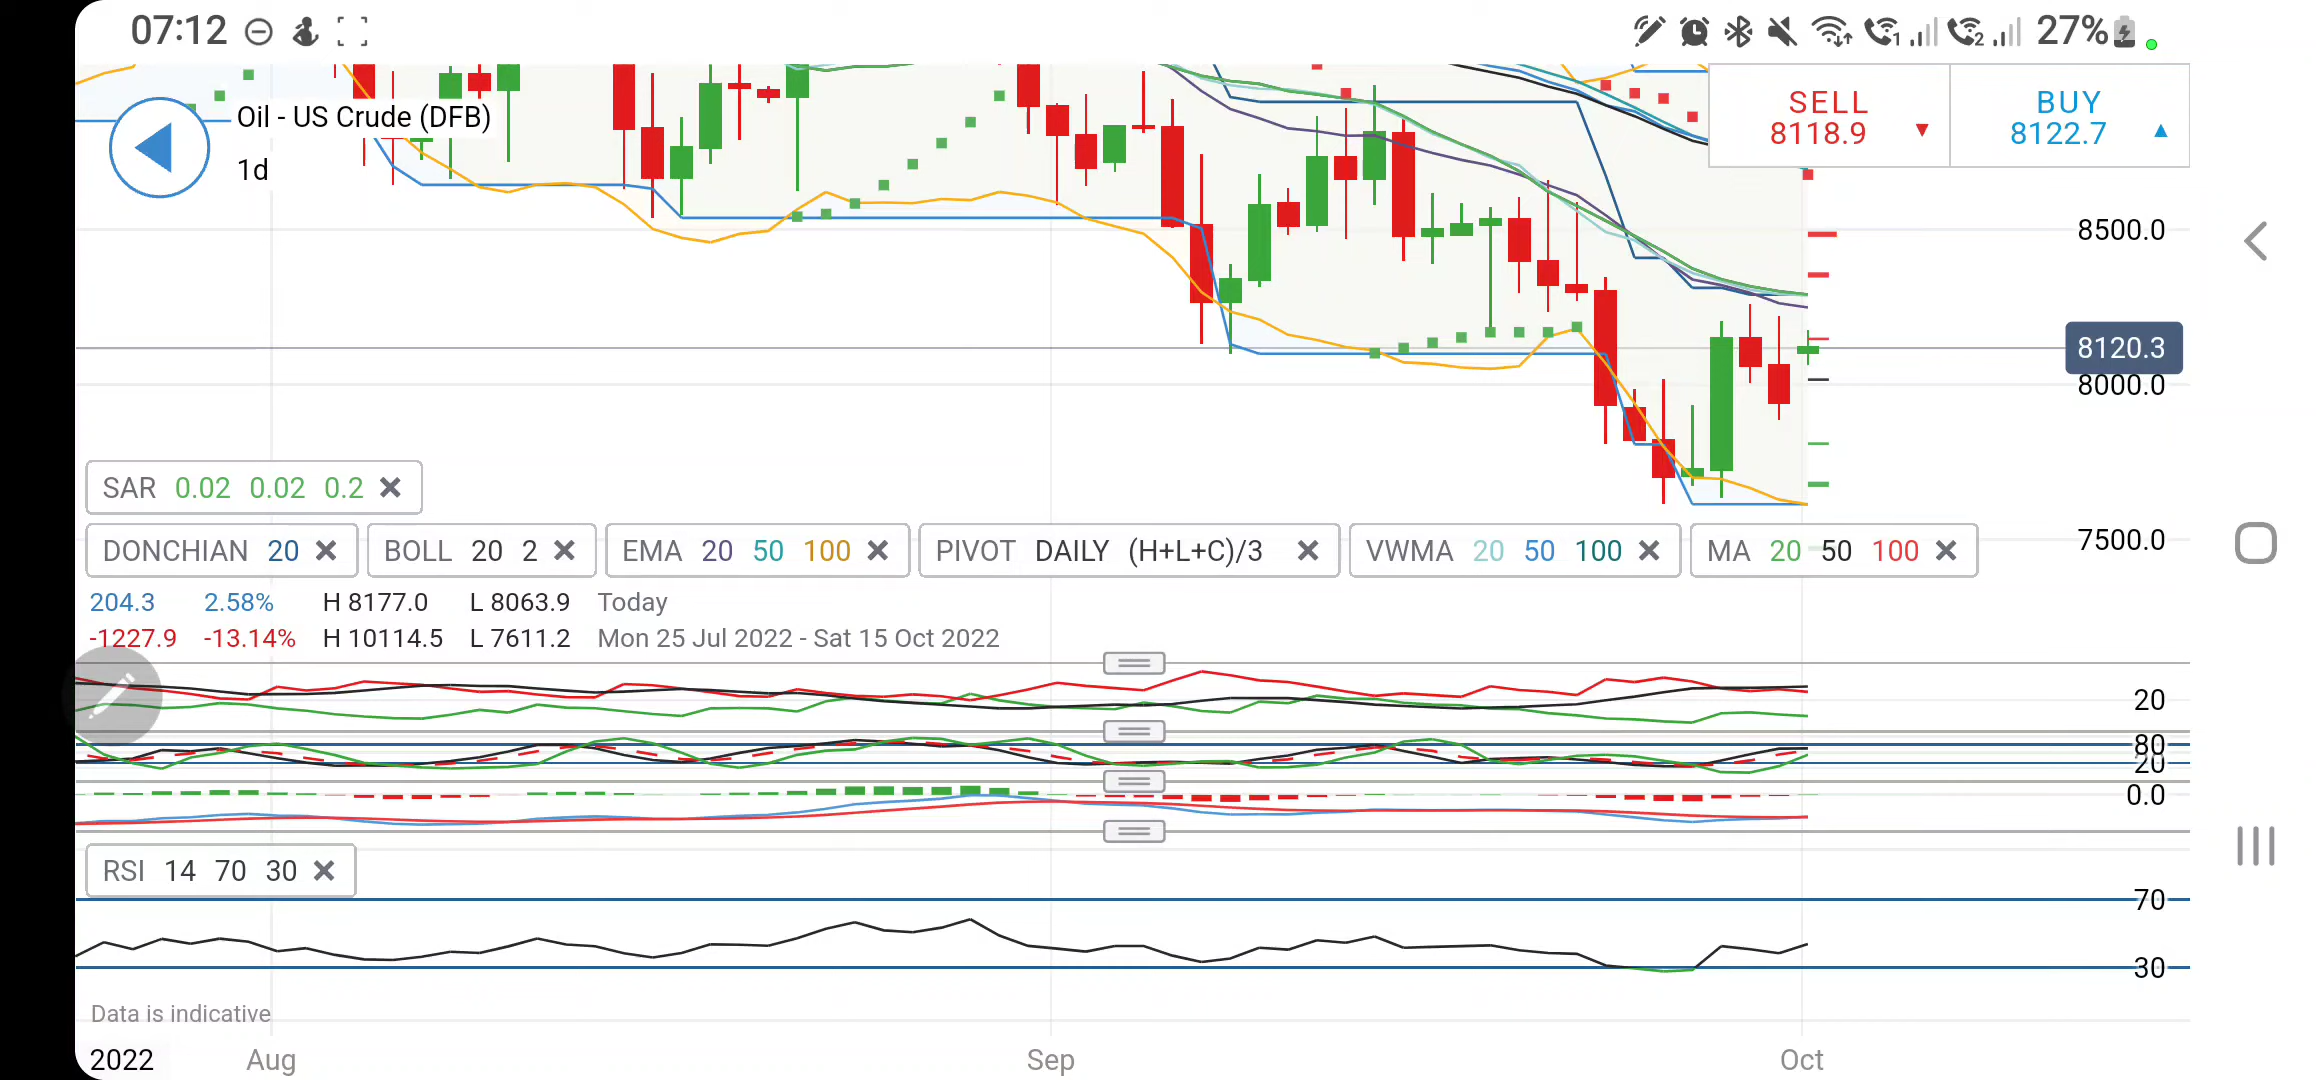 07:12
1 2 27%
Oil - US Crude (DFB)
1d
SELL
8118.9
BUY
8122.7
8500.0
8120.3
8000.0
7500.0
SAR 0.02 0.02 0.2
DONCHIAN 20
BOLL 20 2
EMA 20 50 100
PIVOT DAILY (H+L+C)/3
VWMA 20 50 100
MA 20 50 100
204.3 2.58% H 8177.0 L 8063.9 Today
-1227.9 -13.14% H 10114.5 L 7611.2 Mon 25 Jul 2022 - Sat 15 Oct 2022
20
80
20
0.0
RSI 14 70 30
70
30
Data is indicative
2022 Aug Sep Oct